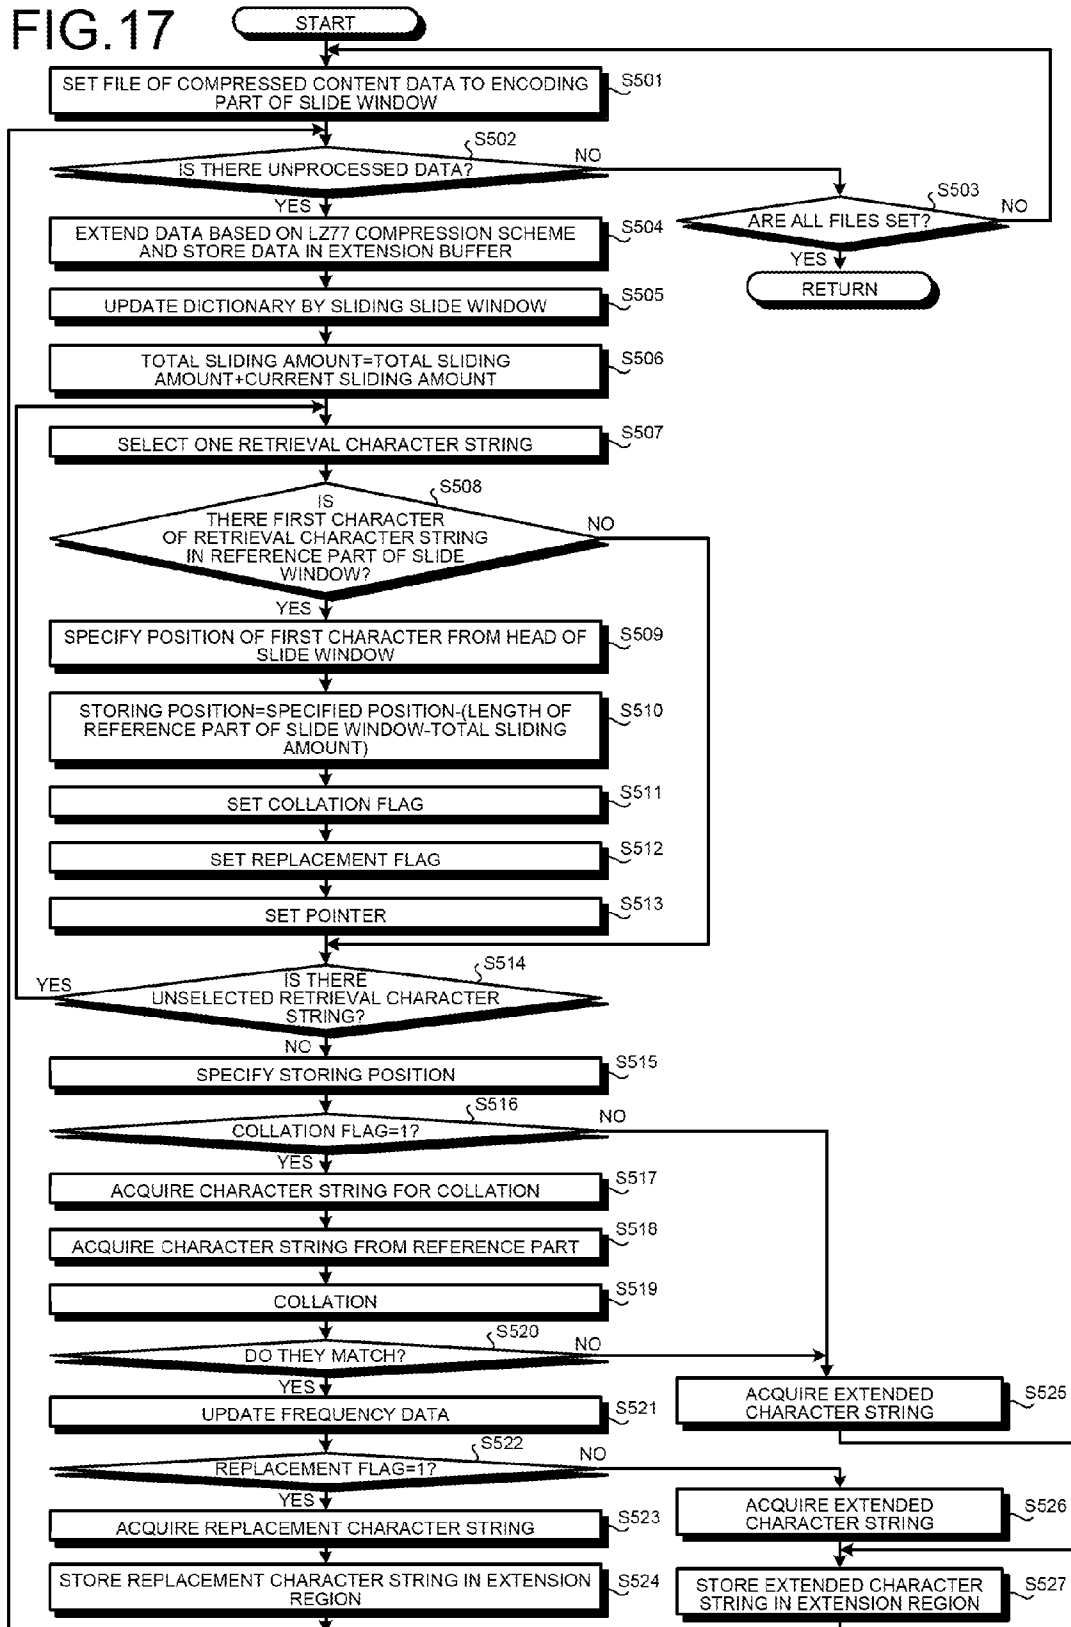 FIG.17
START
SET FILE OF COMPRESSED CONTENT DATA TO ENCODING
PART OF SLIDE WINDOW
S501
S502
IS THERE UNPROCESSED DATA?
NO
YES
S503
ARE ALL FILES SET?
NO
YES
RETURN
EXTEND DATA BASED ON LZ77 COMPRESSION SCHEME
AND STORE DATA IN EXTENSION BUFFER
S504
UPDATE DICTIONARY BY SLIDING SLIDE WINDOW
S505
TOTAL SLIDING AMOUNT=TOTAL SLIDING
AMOUNT+CURRENT SLIDING AMOUNT
S506
SELECT ONE RETRIEVAL CHARACTER STRING
S507
S508
IS
THERE FIRST CHARACTER
OF RETRIEVAL CHARACTER STRING
IN REFERENCE PART OF SLIDE
WINDOW?
NO
YES
SPECIFY POSITION OF FIRST CHARACTER FROM HEAD OF
SLIDE WINDOW
S509
STORING POSITION=SPECIFIED POSITION-(LENGTH OF
REFERENCE PART OF SLIDE WINDOW-TOTAL SLIDING
AMOUNT)
S510
SET COLLATION FLAG
S511
SET REPLACEMENT FLAG
S512
SET POINTER
S513
S514
IS THERE
UNSELECTED RETRIEVAL CHARACTER
STRING?
YES
NO
SPECIFY STORING POSITION
S515
S516
COLLATION FLAG=1?
NO
YES
ACQUIRE CHARACTER STRING FOR COLLATION
S517
ACQUIRE CHARACTER STRING FROM REFERENCE PART
S518
COLLATION
S519
S520
DO THEY MATCH?
NO
YES
UPDATE FREQUENCY DATA
S521
ACQUIRE EXTENDED
CHARACTER STRING
S525
S522
REPLACEMENT FLAG=1?
NO
YES
ACQUIRE REPLACEMENT CHARACTER STRING
S523
ACQUIRE EXTENDED
CHARACTER STRING
S526
STORE REPLACEMENT CHARACTER STRING IN EXTENSION
REGION
S524
STORE EXTENDED CHARACTER
STRING IN EXTENSION REGION
S527